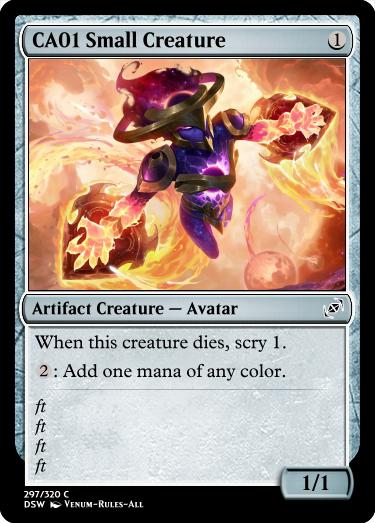 CA01 Small Creature 1
Artifact Creature — Avatar
When this creature dies, scry 1.
2 : Add one mana of any color.
ft
ft
ft
ft
1/1
297/320 C
DSW Venum-Rules-All